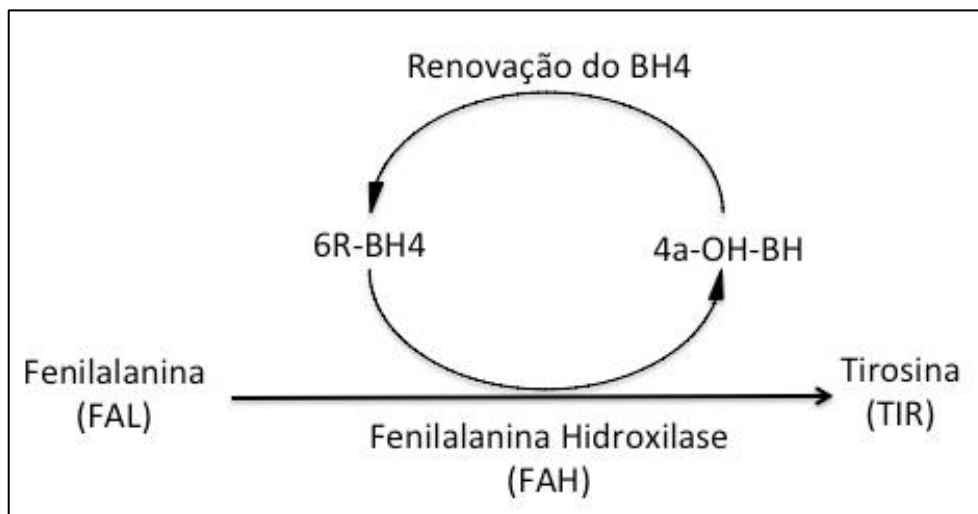 Renovação do BH4
6R-BH4
4a-OH-BH
Fenilalanina
(FAL)
Fenilalanina Hidroxilase
(FAH)
Tirosina
(TIR)